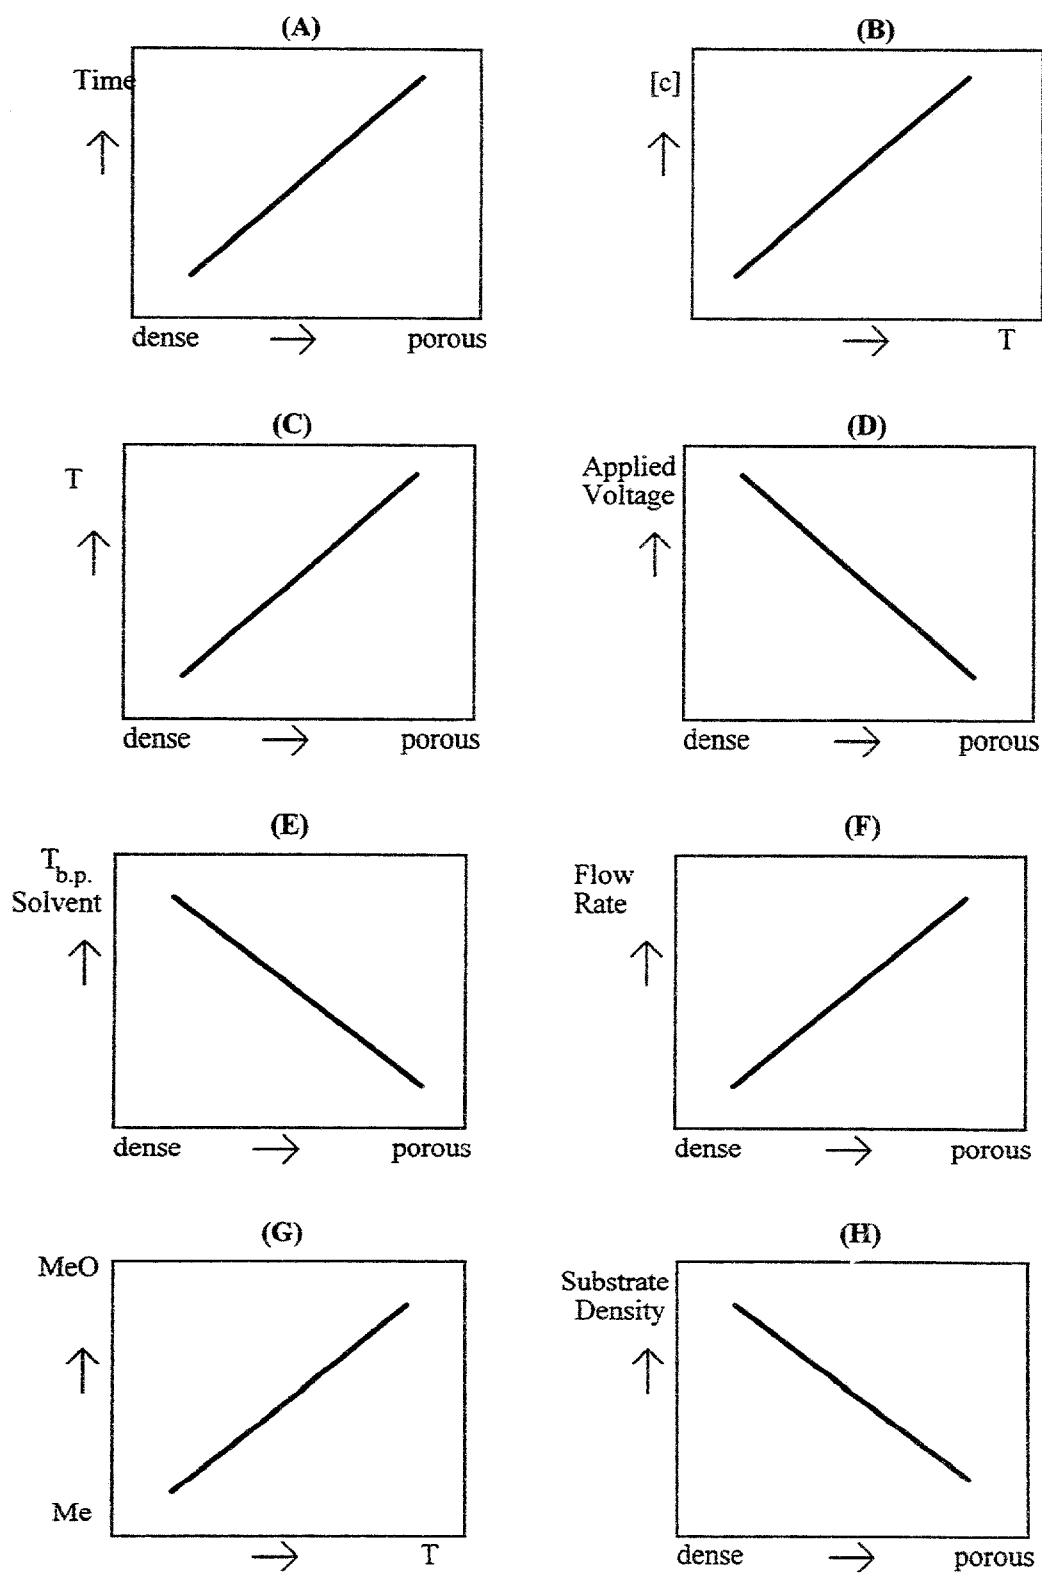 (A)
Time
dense porous
(B)
[c]
T
(C)
T
dense porous
(D)
Applied
Voltage
dense porous
(E)
T b.p.
Solvent
dense porous
(F)
Flow
Rate
dense porous
(G)
MeO
Me
T
(H)
Substrate
Density
dense porous